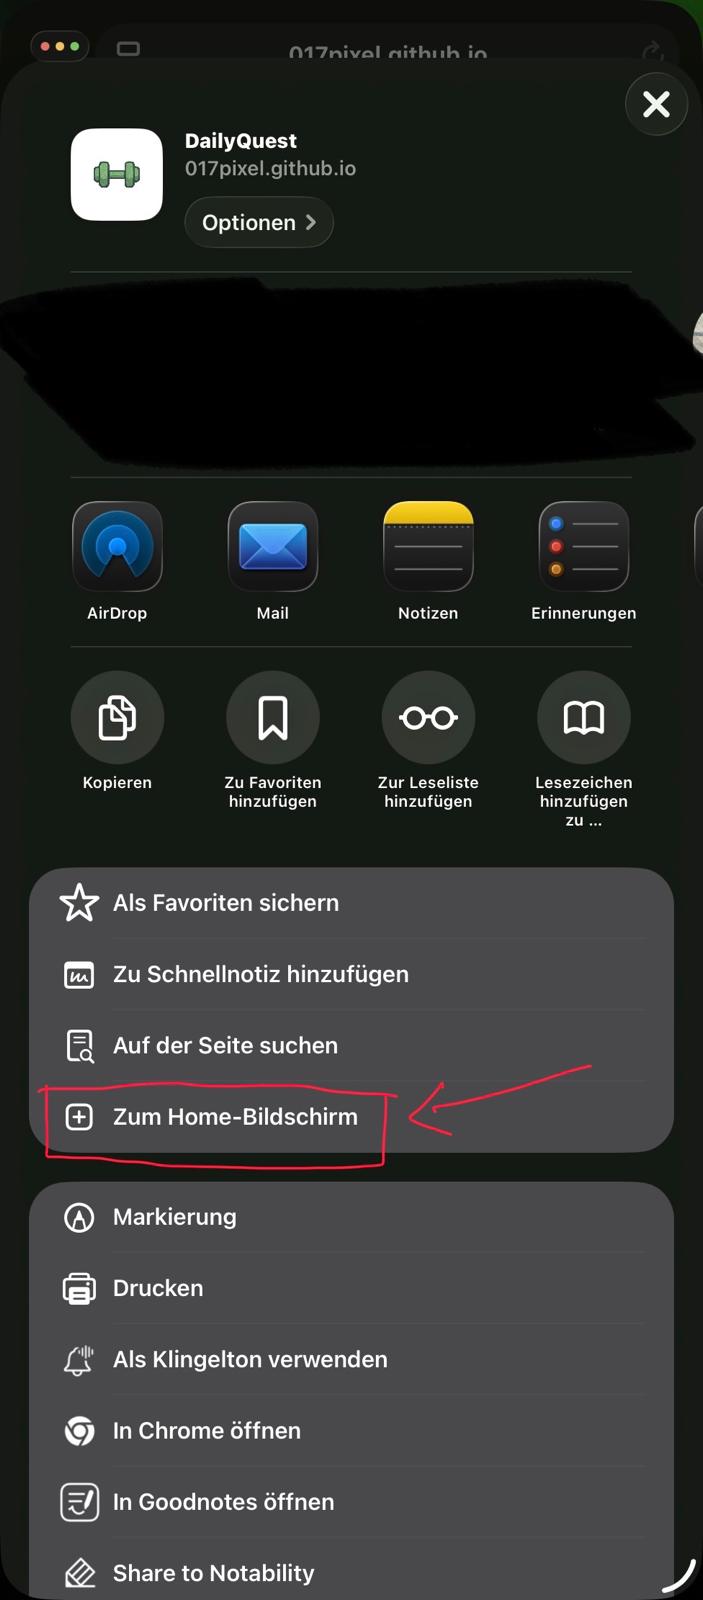 017pixel.github.io
DailyQuest
017pixel.github.io
Optionen
AirDrop
Mail
Notizen
Erinnerungen
Kopieren
Zu Favoriten
hinzufügen
Zur Leseliste
hinzufügen
Lesezeichen
hinzufügen
zu ...
Als Favoriten sichern
Zu Schnellnotiz hinzufügen
Auf der Seite suchen
Zum Home-Bildschirm
Markierung
Drucken
Als Klingelton verwenden
In Chrome öffnen
In Goodnotes öffnen
Share to Notability